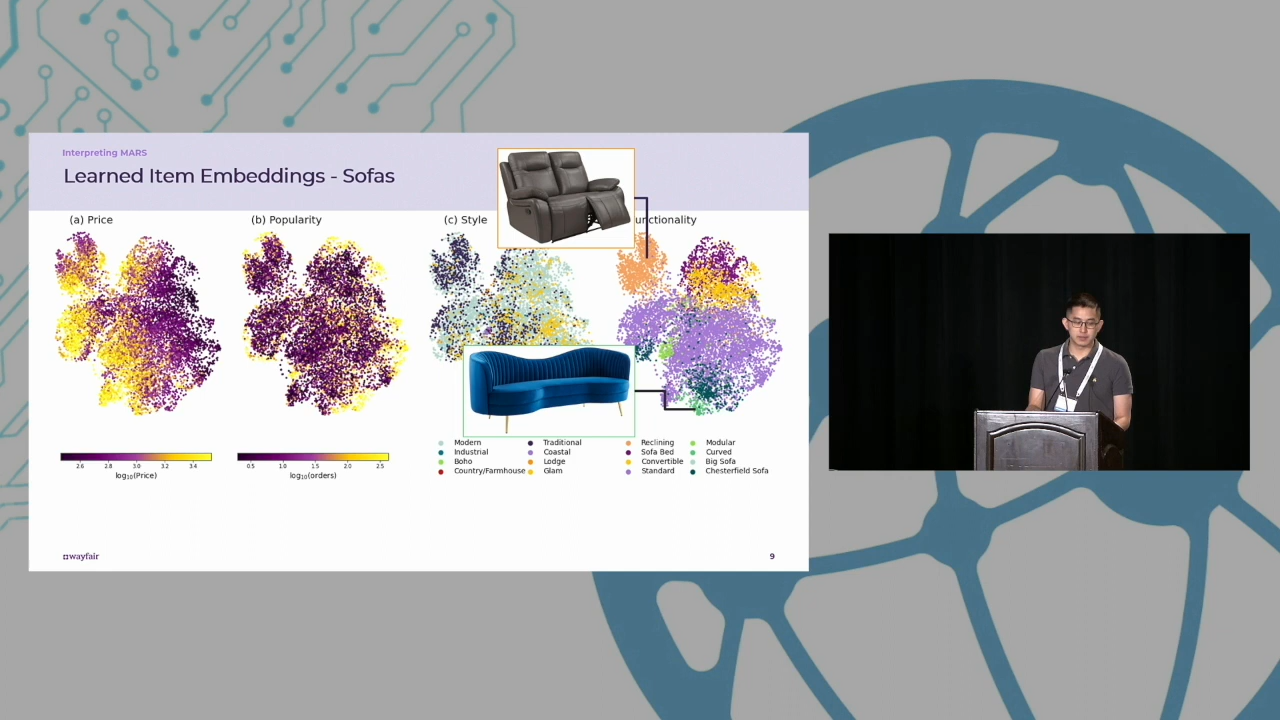 Interpreting MARS
Learned Item Embeddings - Sofas
(a) Price
(b) Popularity
(c) Style
unctionality
2.6 2.8 3.0 3.2 3.4
log10(Price)
0.5 1.0 1.5 2.0 2.5
log10(orders)
Modern
Industrial
Boho
Country/Farmhouse
Traditional
Coastal
Lodge
Glam
Reclining
Sofa Bed
Convertible
Standard
Modular
Curved
Big Sofa
Chesterfield Sofa
wayfair
9